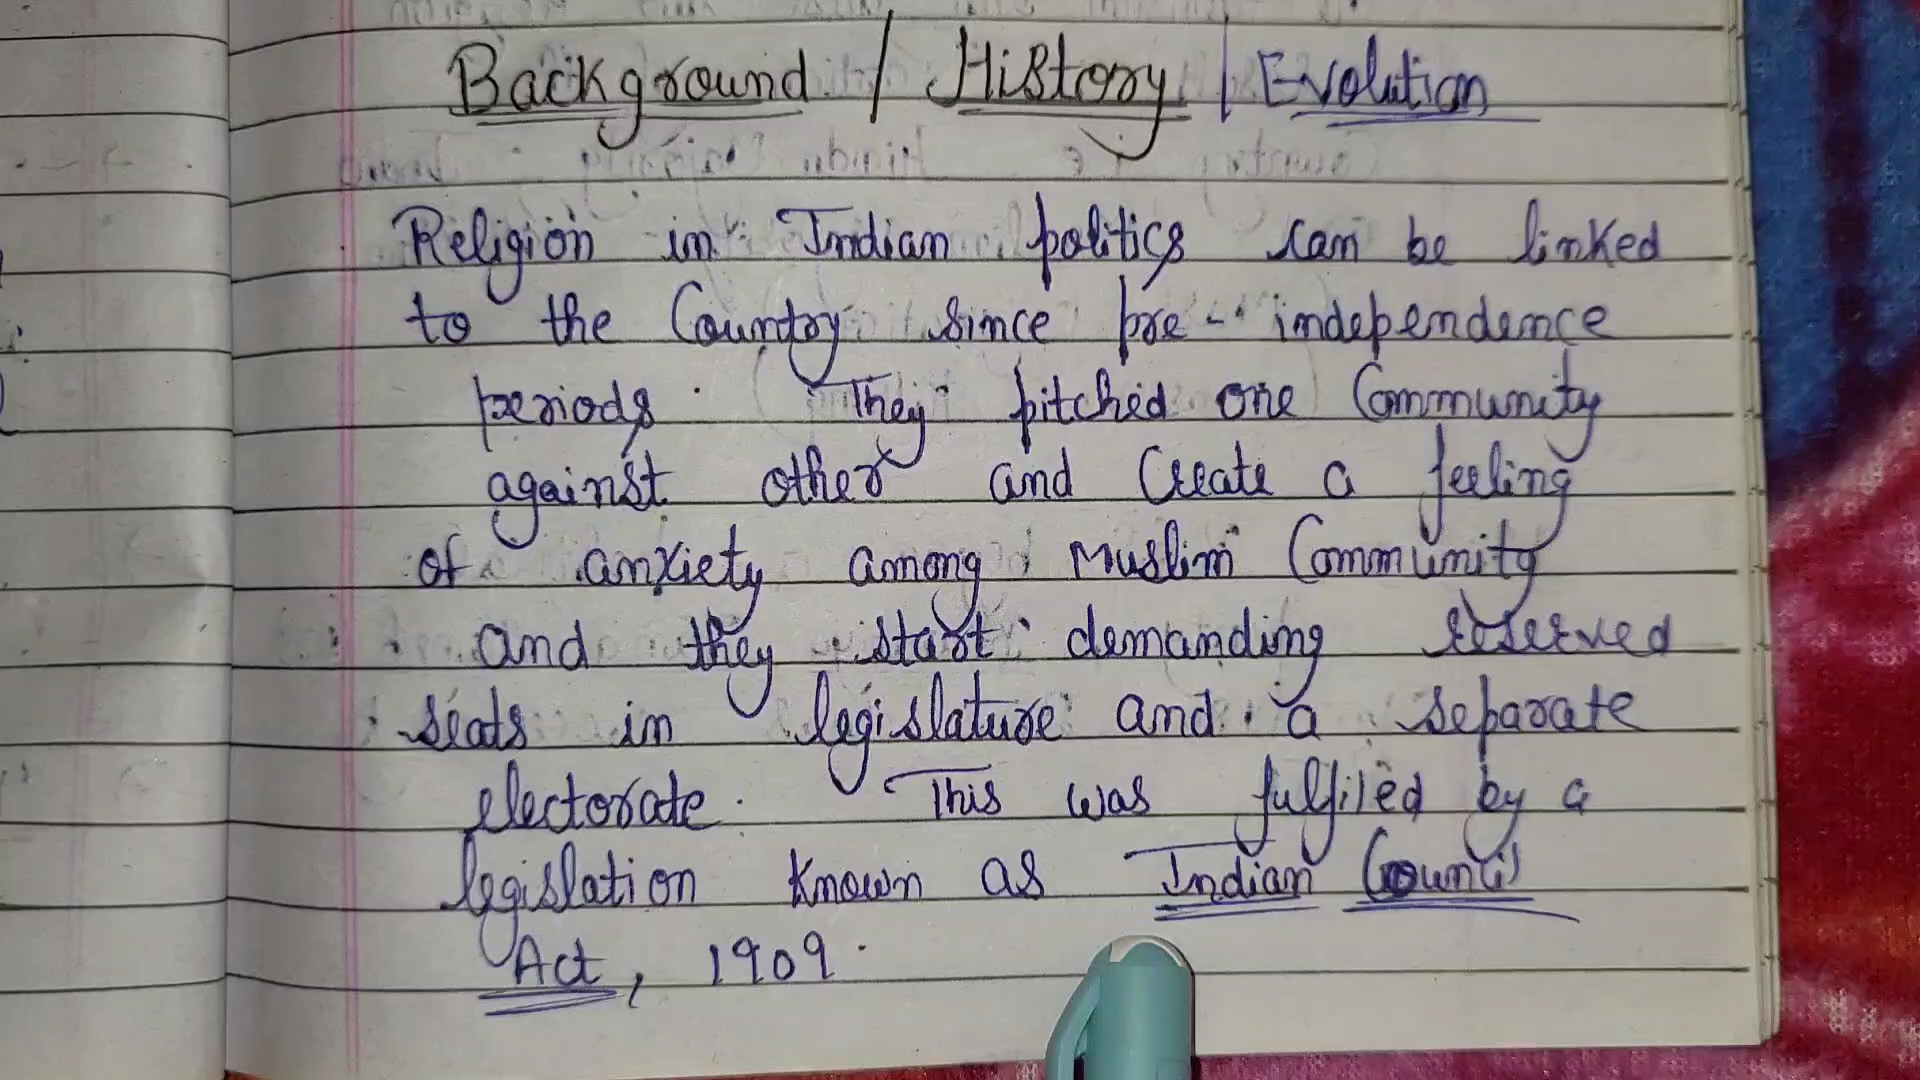 Background / History / Evolution
Religion in Indian politics can be linked
to the Country since pre - independence
periods. They pitched one Community
against other and Create a feeling
of anxiety among Muslim Community
and they start demanding reserved
seats in legislature and a separate
electorate. This was fulfiled by a
legislation known as Indian Council
Act, 1909.